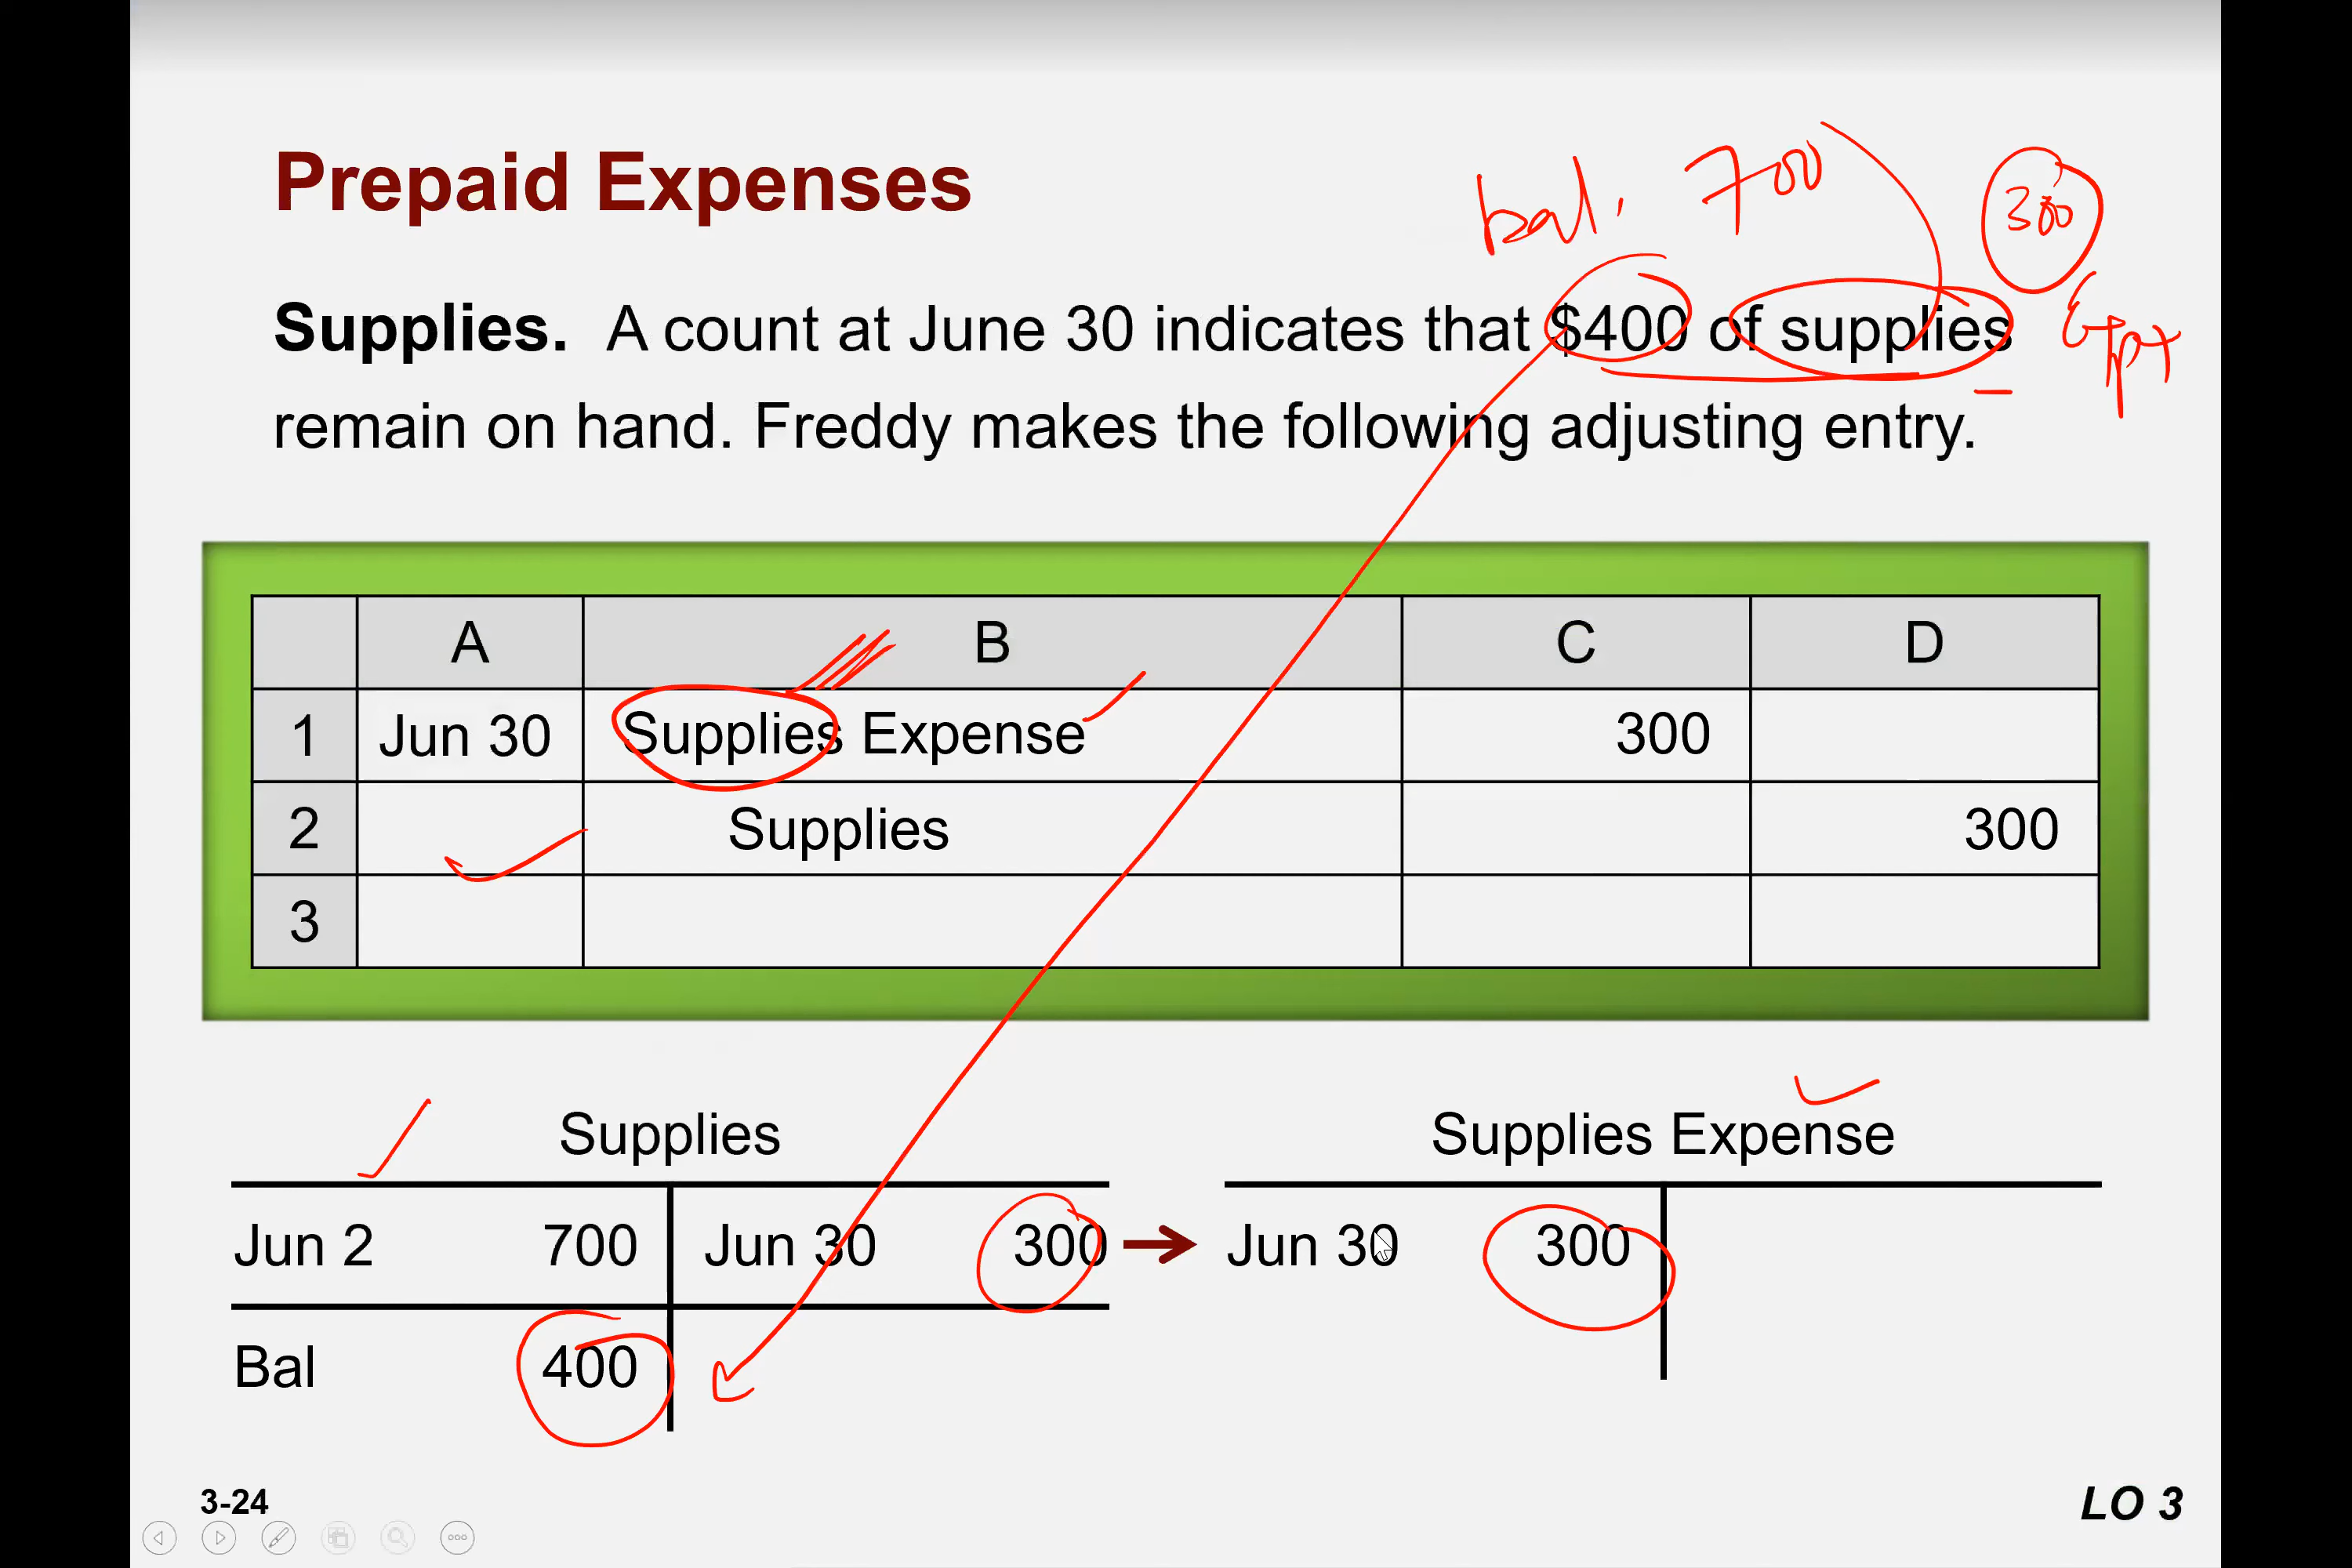 Prepaid Expenses
bal. 700
300
Supplies. A count at June 30 indicates that $400 of supplies
remain on hand. Freddy makes the following adjusting entry.
A B C D
1 Jun 30 Supplies Expense 300
2 Supplies 300
3
Supplies Supplies Expense
Jun 2 700 Jun 30 300 Jun 30 300
Bal 400
3-24 LO 3